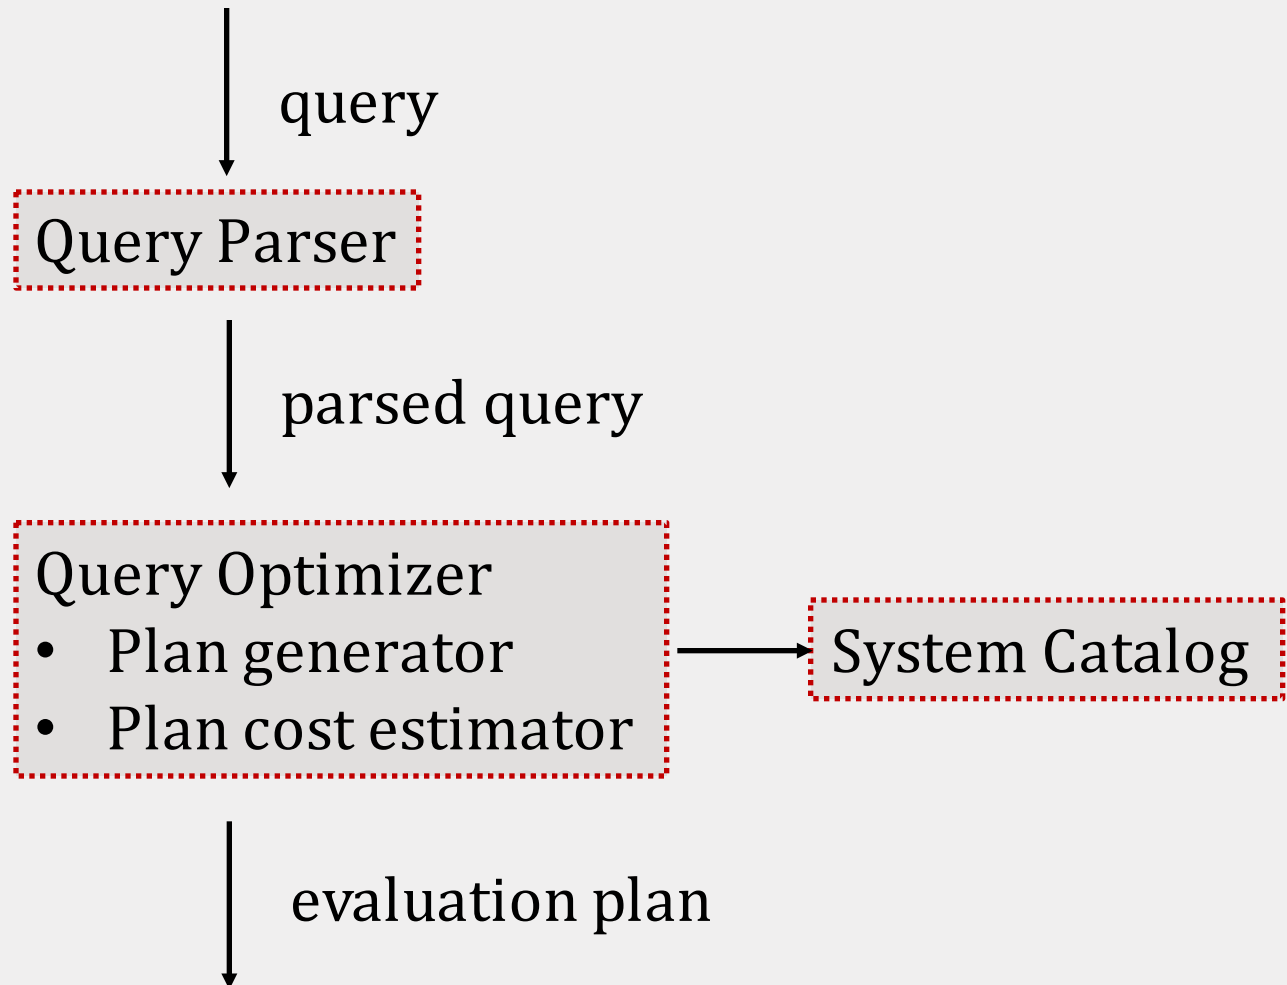 query
Query Parser
parsed query
Query Optimizer
• Plan generator
• Plan cost estimator
System Catalog
evaluation plan